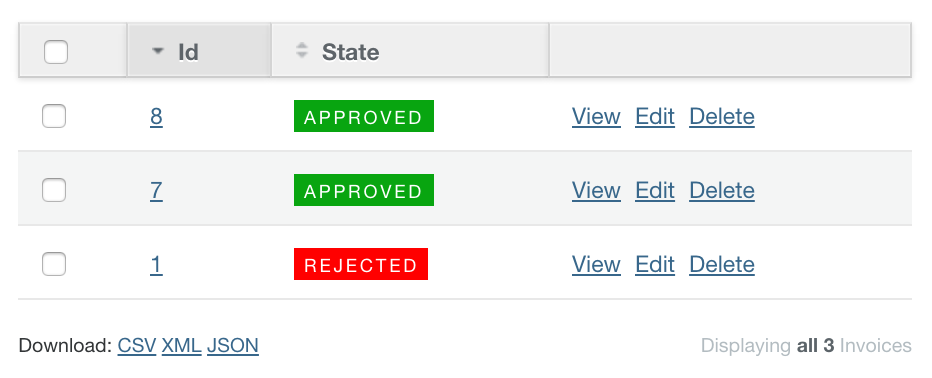 Id State
8 APPROVED View Edit Delete
7 APPROVED View Edit Delete
1 REJECTED View Edit Delete
Download: CSV XML JSON Displaying all 3 Invoices